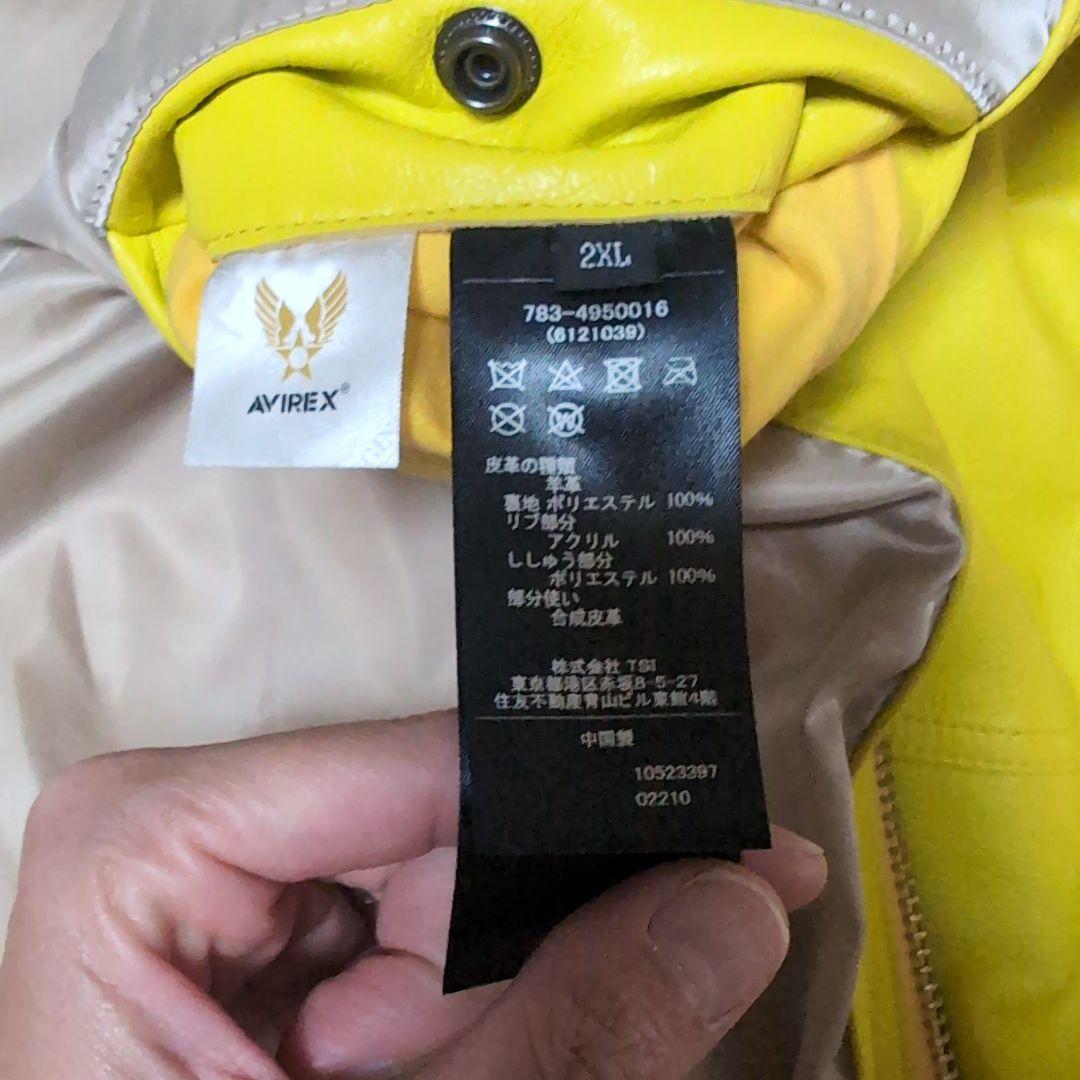 AVIREX®
2XL
783-4950016
(6121039)
皮革の種類
羊革
裏地 ポリエステル 100%
リブ部分
アクリル 100%
ししゅう部分
ポリエステル 100%
部分使い
合成皮革
株式会社 TSI
東京都港区赤坂8-5-27
住友不動産青山ビル東館4階
中国製
10523397
02210